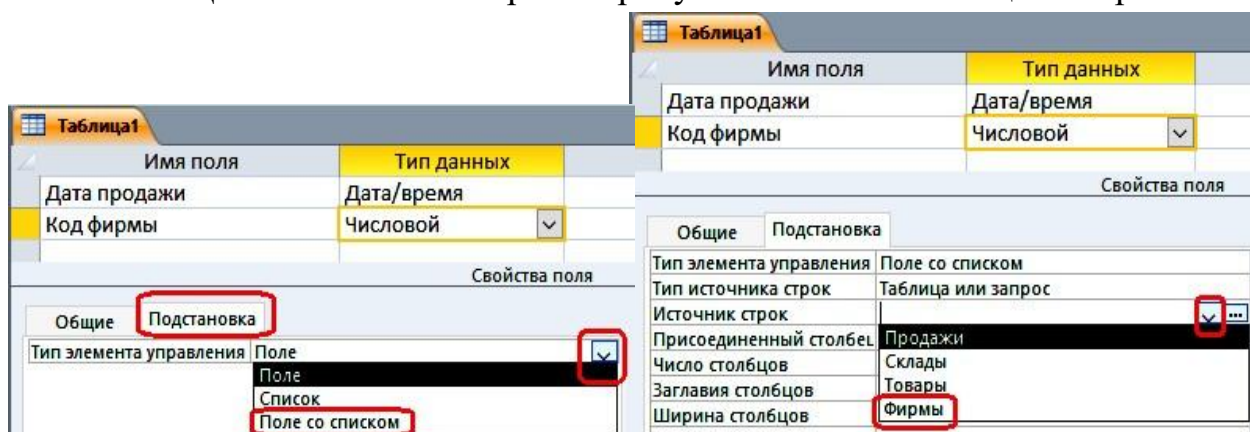 Таблица1
Имя поля Тип данных
Дата продажи Дата/время
Код фирмы Числовой
Свойства поля
Общие Подстановка
Тип элемента управления Поле
Поле
Список
Поле со списком
Таблица1
Имя поля Тип данных
Дата продажи Дата/время
Код фирмы Числовой
Свойства поля
Общие Подстановка
Тип элемента управления Поле со списком
Тип источника строк Таблица или запрос
Источник строк
Присоединенный столбец Продажи
Число столбцов Склады
Заглавия столбцов Товары
Ширина столбцов Фирмы